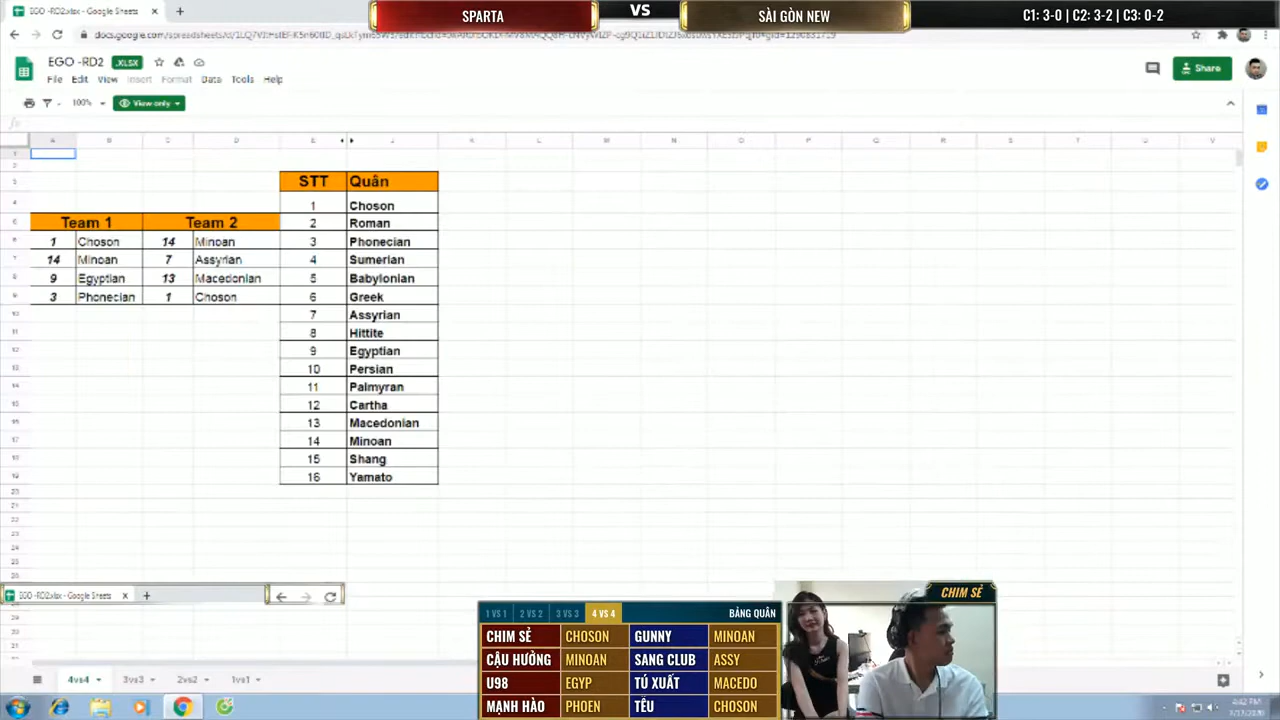 EGO -RD2.xlsx - Google Sheets
SPARTA
VS
SÀI GÒN NEW
C1: 3-0 | C2: 3-2 | C3: 0-2
EGO -RD2 .XLSX
File Edit View Insert Format Data Tools Help
Share
100% View only
STT Quân
1 Choson
2 Roman
3 Phonecian
4 Sumerian
5 Babylonian
6 Greek
7 Assyrian
8 Hittite
9 Egyptian
10 Persian
11 Palmyran
12 Cartha
13 Macedonian
14 Minoan
15 Shang
16 Yamato
Team 1 Team 2
1 Choson 14 Minoan
14 Minoan 7 Assyrian
9 Egyptian 13 Macedonian
3 Phonecian 1 Choson
EGO -RD2.xlsx - Google Sheets
4vs4 3vs3 2vs2 1vs1
1 VS 1 2 VS 2 3 VS 3 4 VS 4 BẢNG QUÂN
CHIM SẺ CHOSON GUNNY MINOAN
CẬU HƯỞNG MINOAN SANG CLUB ASSY
U98 EGYP TÚ XUẤT MACEDO
MẠNH HÀO PHOEN TÊU CHOSON
CHIM SẺ
4:42 PM